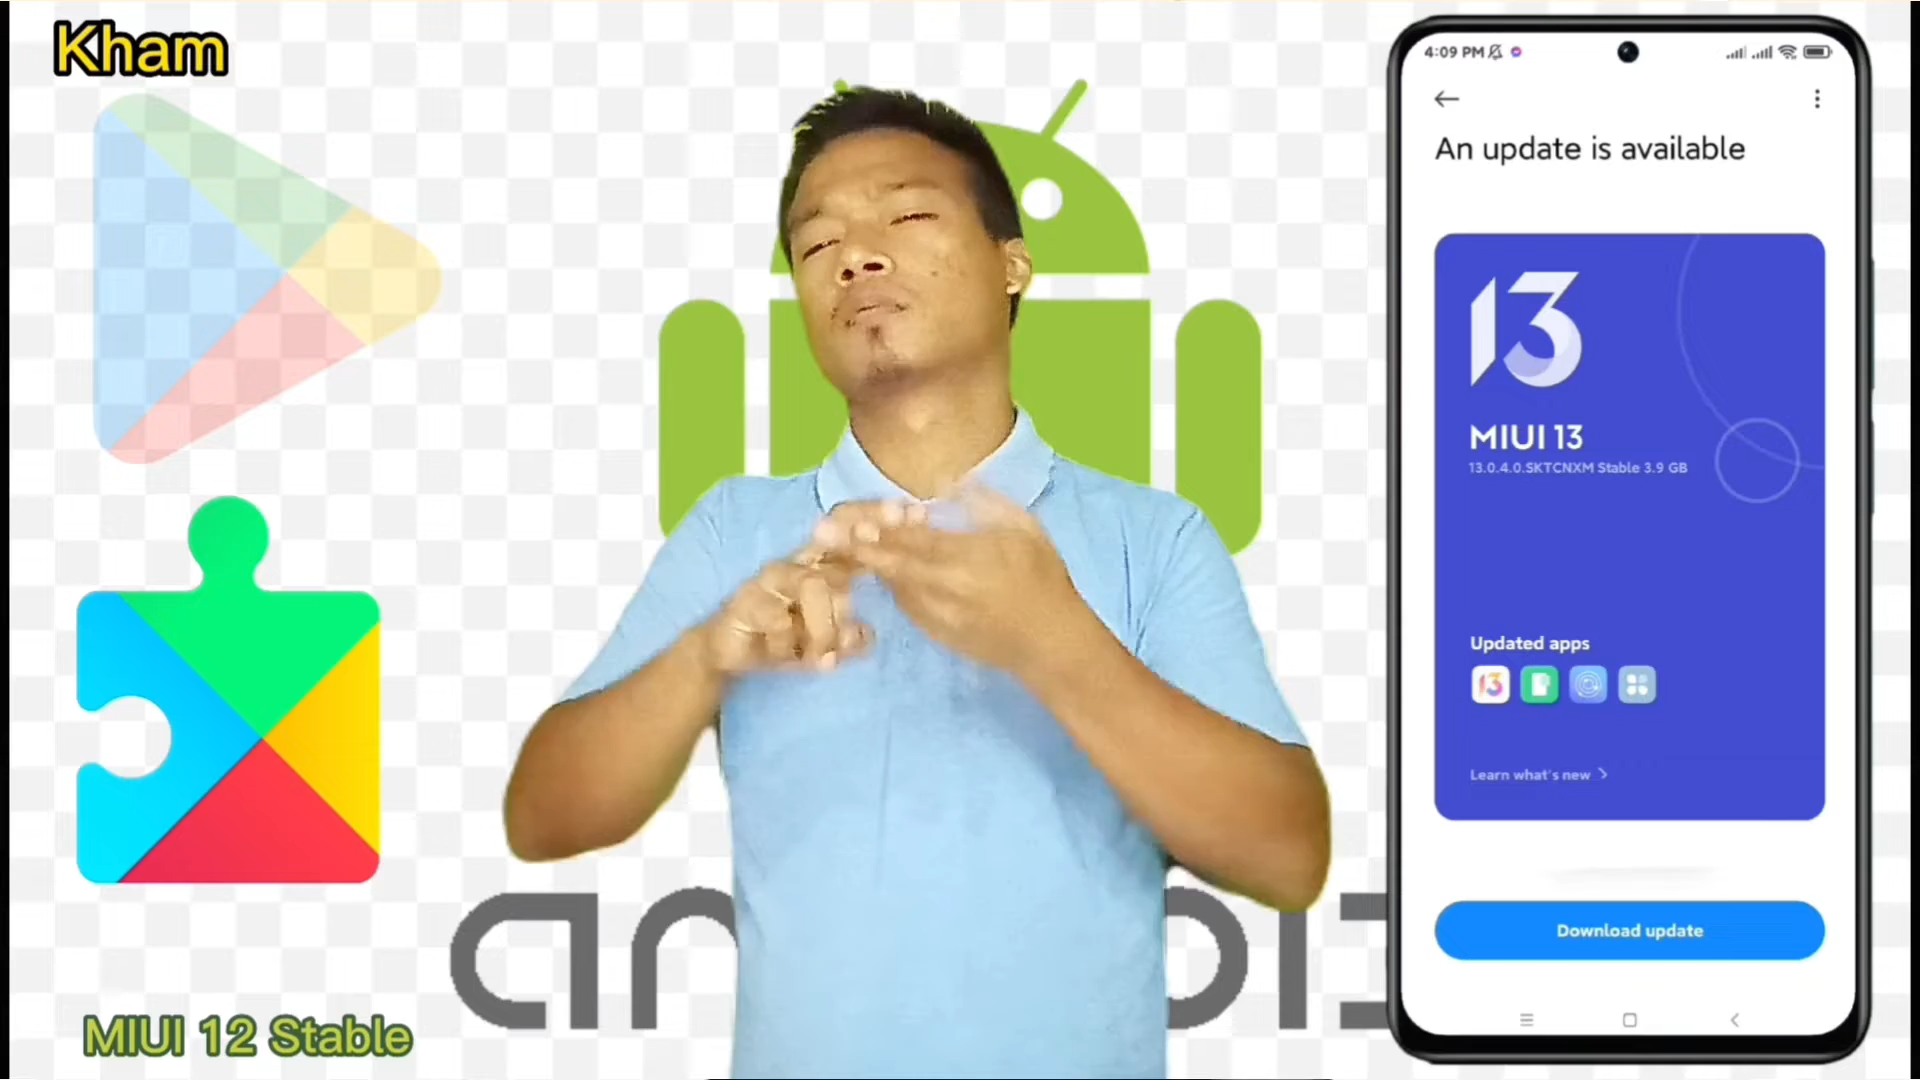 Kham
4:09 PM
An update is available
13
MIUI 13
13.0.4.0.SKTCNXM Stable 3.9 GB
Updated apps
13
Learn what's new
Download update
MIUI 12 Stable